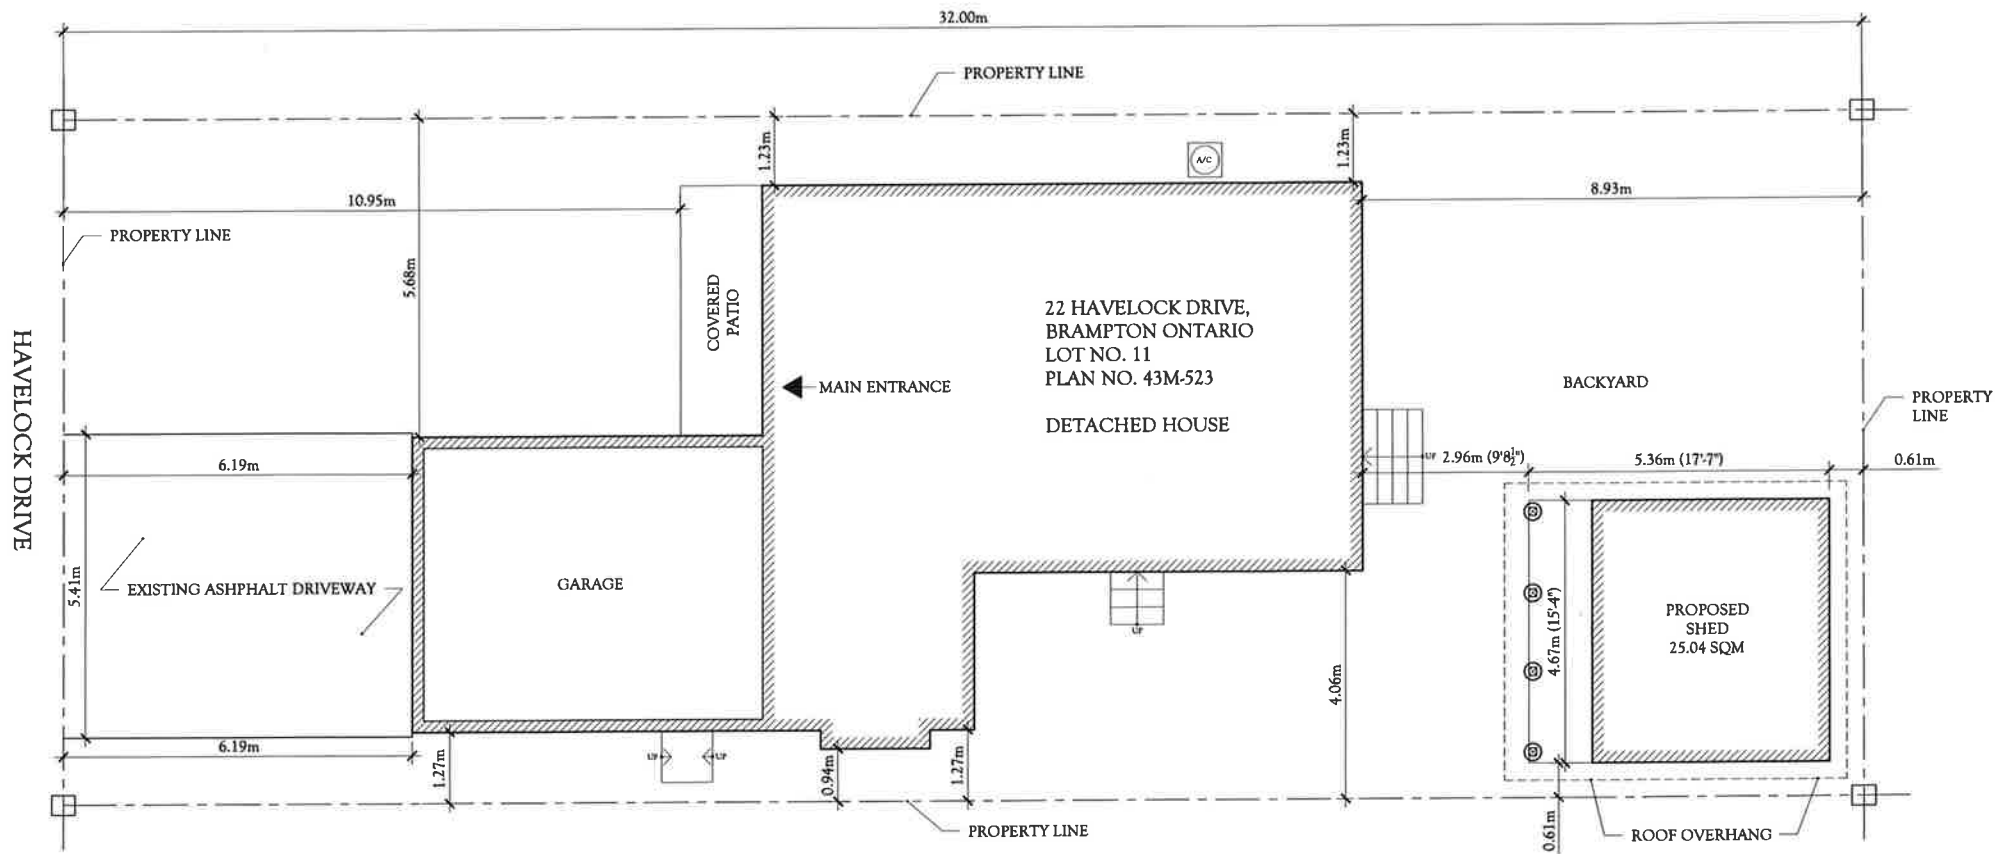 32.00m
PROPERTY LINE
1.23m
A/C
1.23m
10.95m
8.93m
PROPERTY LINE
5.68m
COVERED
PATIO
22 HAVELOCK DRIVE,
BRAMPTON ONTARIO
LOT NO. 11
PLAN NO. 43M-523
DETACHED HOUSE
MAIN ENTRANCE
BACKYARD
PROPERTY
LINE
HAVELOCK DRIVE
6.19m
UP
2.96m (9'8½")
5.36m (17'-7")
0.61m
5.41m
EXISTING ASHPHALT DRIVEWAY
GARAGE
4.67m (15'-4")
PROPOSED
SHED
25.04 SQM
UP
4.06m
6.19m
1.27m
UP
UP
0.94m
1.27m
PROPERTY LINE
0.61m
ROOF OVERHANG